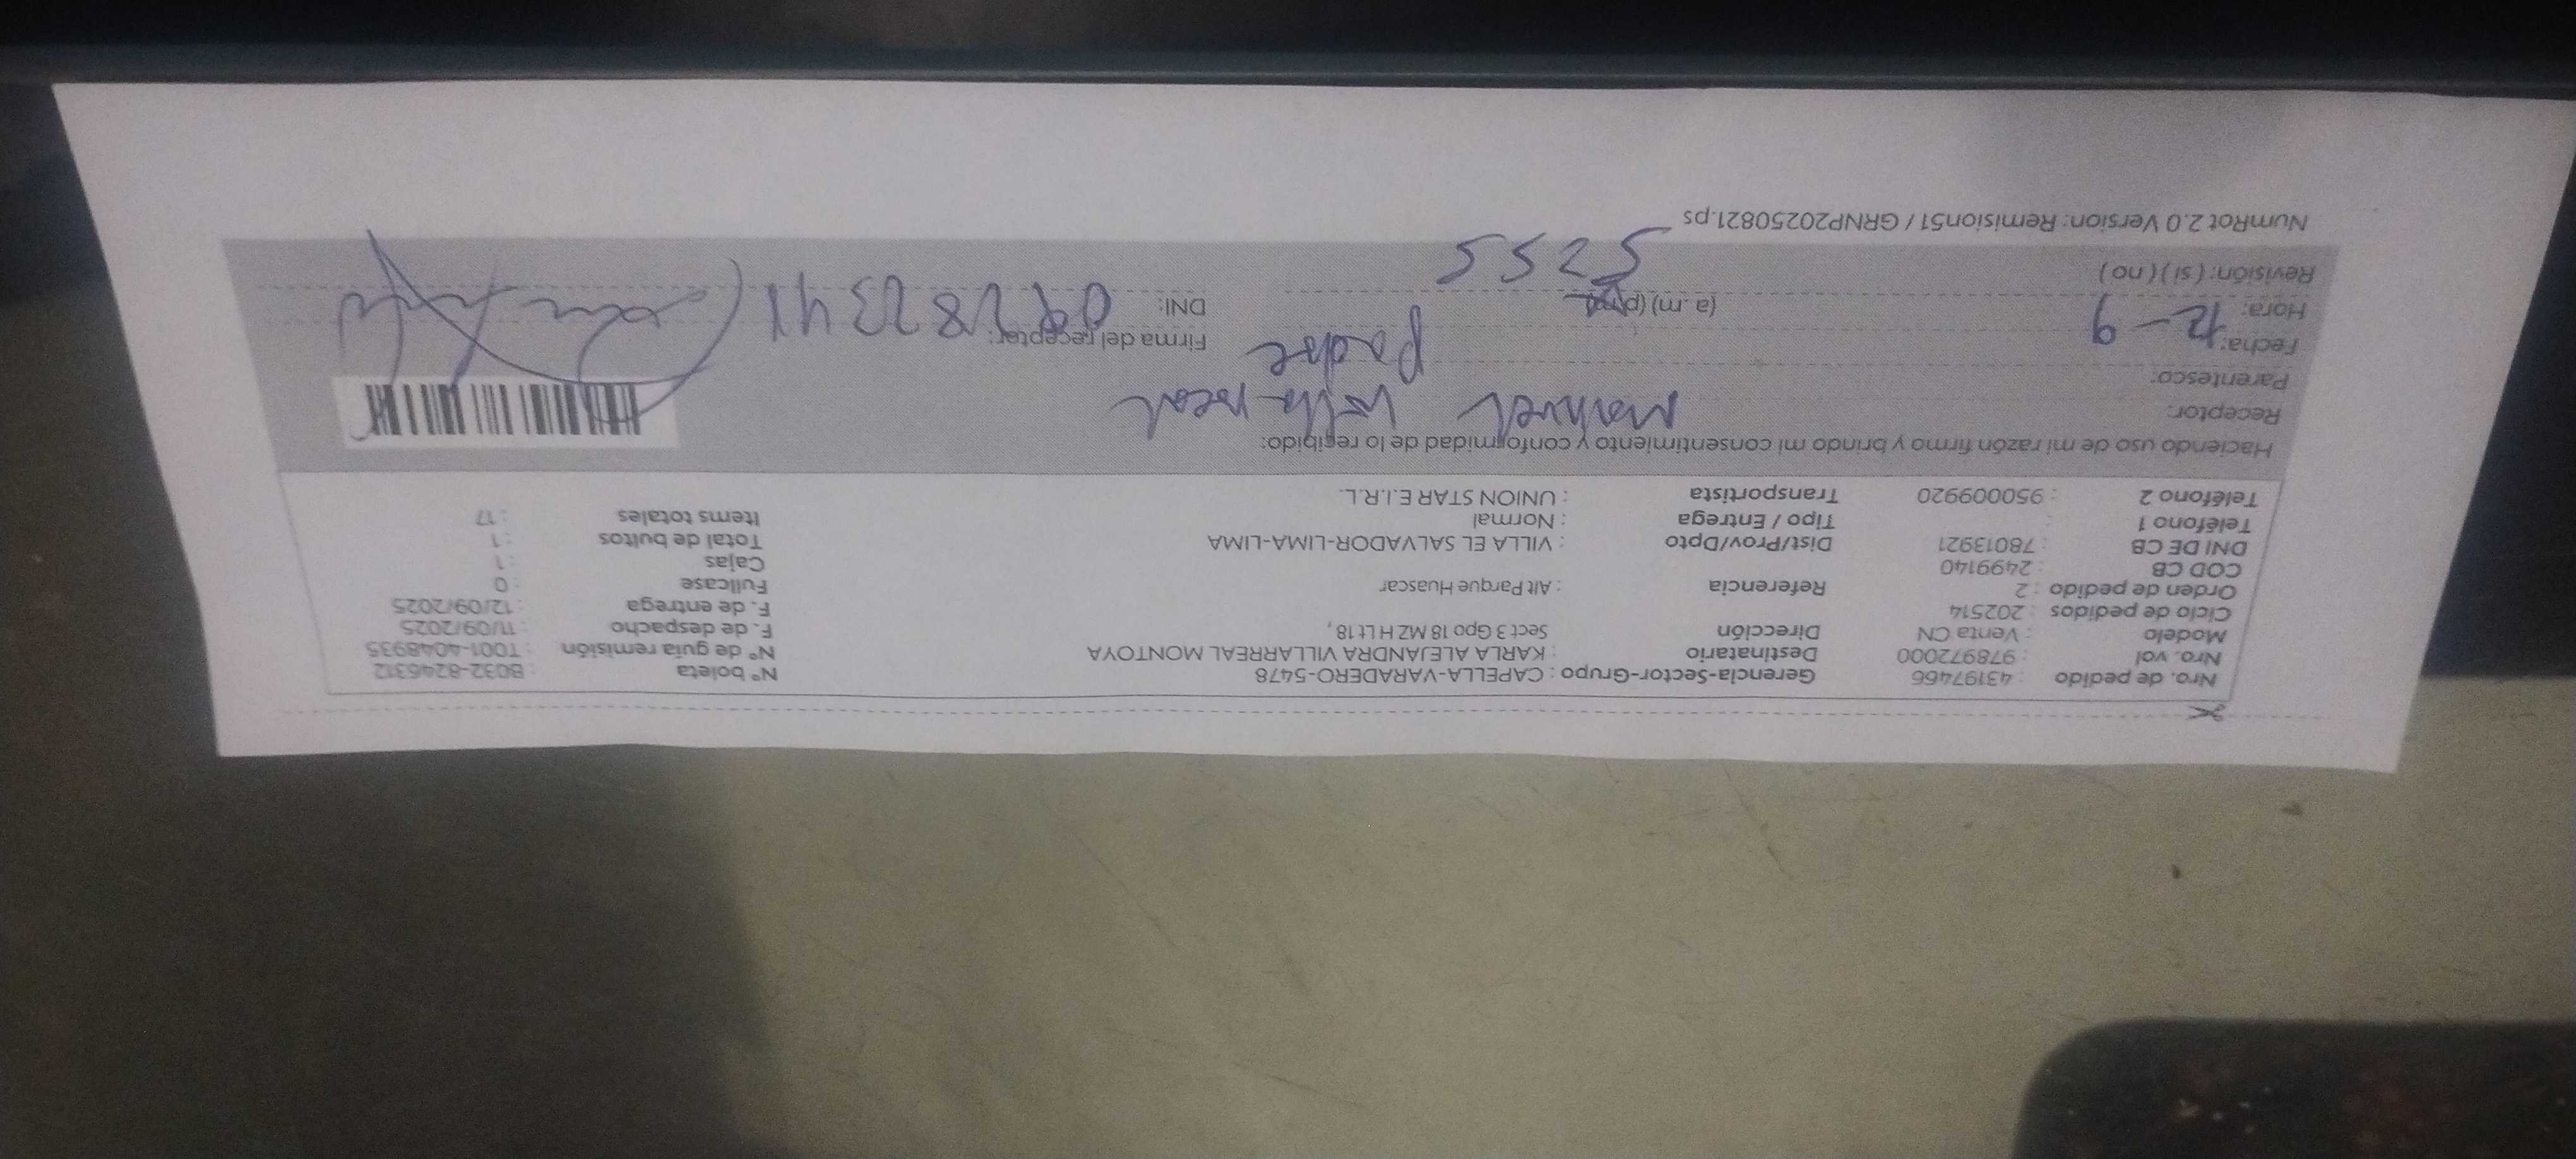 Nro. de pedido : 43197466 Gerencia-Sector-Grupo : CAPELLA-VARADERO-5478 N° boleta : B032-8246312
Nro. vol : 978972000 Destinatario : KARLA ALEJANDRA VILLARREAL MONTOYA N° de guía remisión : T001-4048935
Modelo : Venta CN Dirección Sect 3 Gpo 18 MZ H Lt 18, F. de despacho : 11/09/2025
Ciclo de pedidos : 202514 F. de entrega : 12/09/2025
Orden de pedido : 2 Referencia : Alt Parque Huascar Fullcase : 0
COD CB : 2499140 Cajas : 1
DNI DE CB : 78013921 Dist/Prov/Dpto : VILLA EL SALVADOR-LIMA-LIMA Total de bultos : 1
Teléfono 1 : Tipo / Entrega : Normal Items totales : 17
Teléfono 2 : 950009920 Transportista : UNION STAR E.I.R.L.
Haciendo uso de mi razón firmo y brindo mi consentimiento y conformidad de lo recibido:
Receptor: Manuel Villarreal
Parentesco: Padre
Fecha: 12-9 Firma del receptor:
Hora: (a.m) (p.m) DNI:
Revisión: ( si ) ( no ) 5255
NumRot 2.0 Version: Remision51 / GRNP20250821.ps